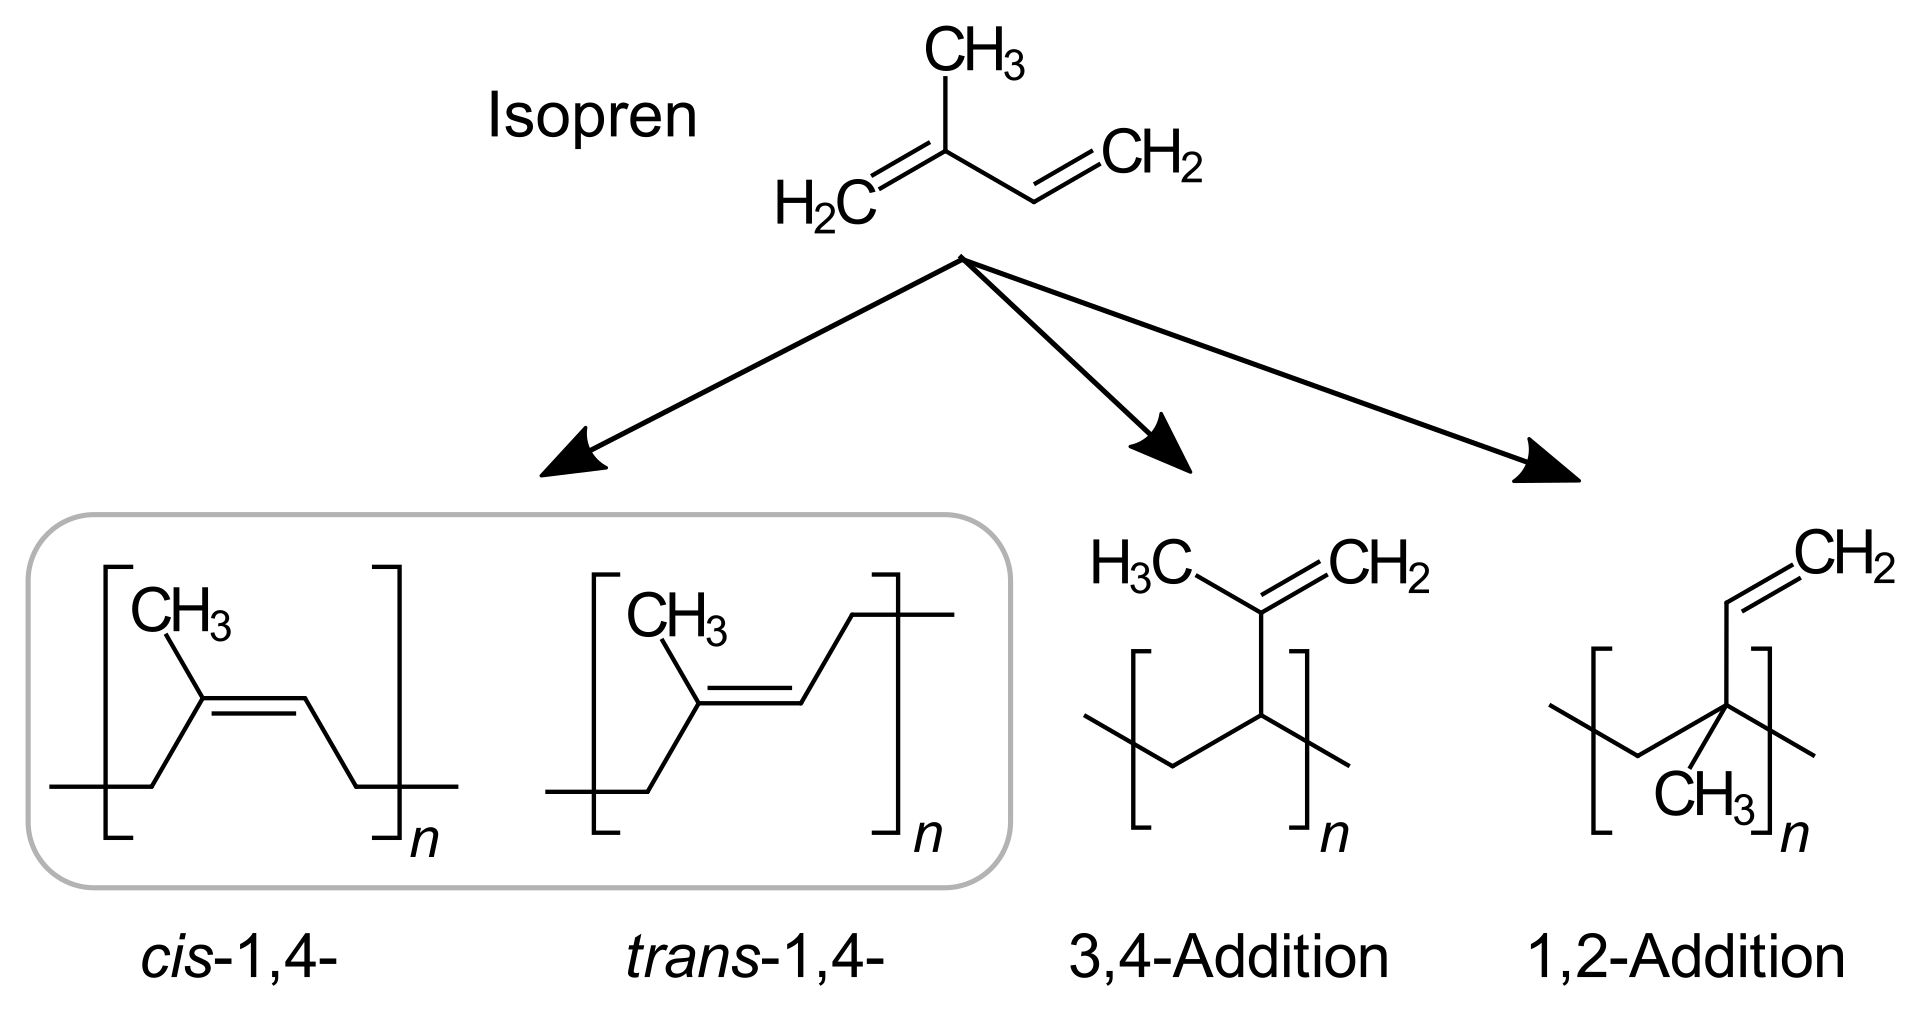 CH3
Isopren
CH2
H2C
CH3
n
CH3
n
H3C
CH2
n
CH2
CH3
n
cis-1,4-
trans-1,4-
3,4-Addition
1,2-Addition